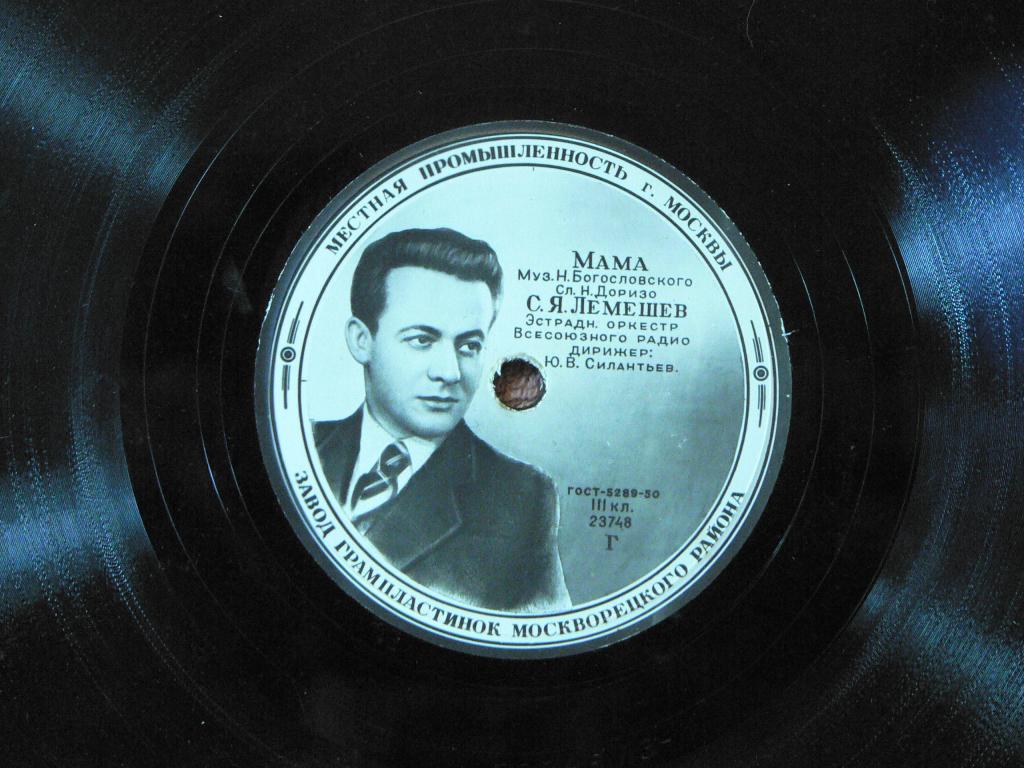 МЕСТНАЯ ПРОМЫШЛЕННОСТЬ Г. МОСКВЫ
МАМА
Муз. Н. Богословского
Сл. Н. Доризо
С. Я. ЛЕМЕШЕВ
Эстрадн. оркестр
Всесоюзного радио
дирижер:
Ю. В. Силантьев.
ГОСТ-5289-50
III кл.
23748
Г
ЗАВОД ГРАМПЛАСТИНОК МОСКВОРЕЦКОГО РАЙОНА